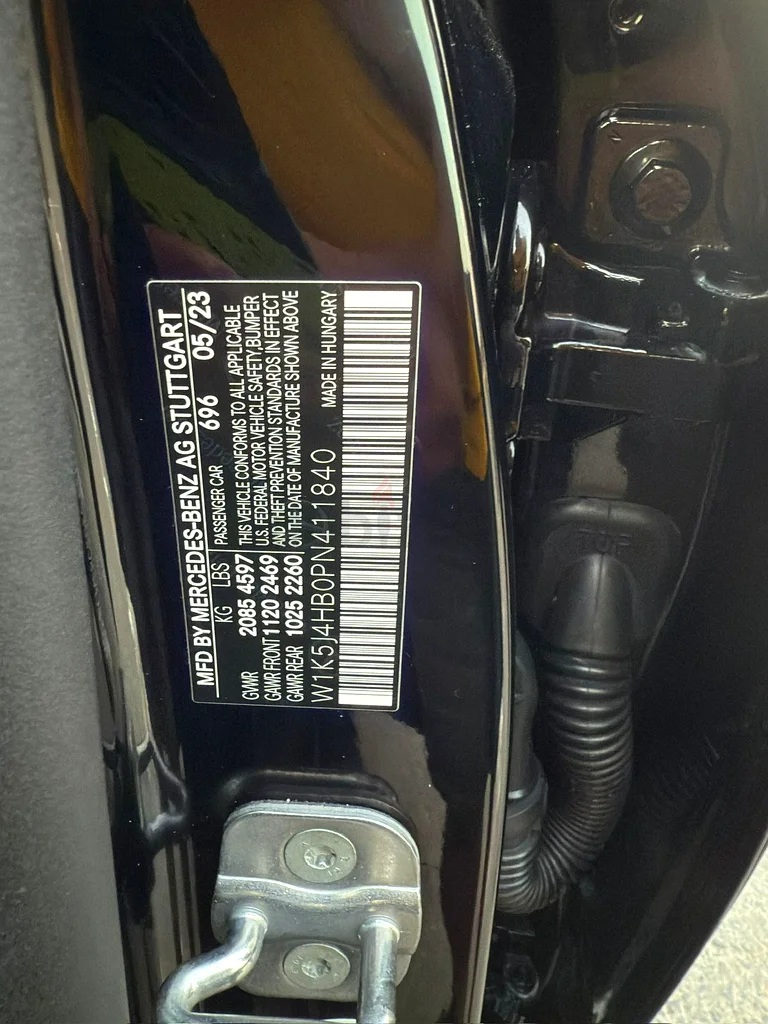 MFD BY MERCEDES-BENZ AG STUTTGART
KG LBS PASSENGER CAR 696 05/23
GVWR 2085 4597 THIS VEHICLE CONFORMS TO ALL APPLICABLE
U.S. FEDERAL MOTOR VEHICLE SAFETY, BUMPER
GAWR FRONT 1120 2469 AND THEFT PREVENTION STANDARDS IN EFFECT
GAWR REAR 1025 2260 ON THE DATE OF MANUFACTURE SHOWN ABOVE
W1K5J4HB0PN411840 MADE IN HUNGARY
TOP